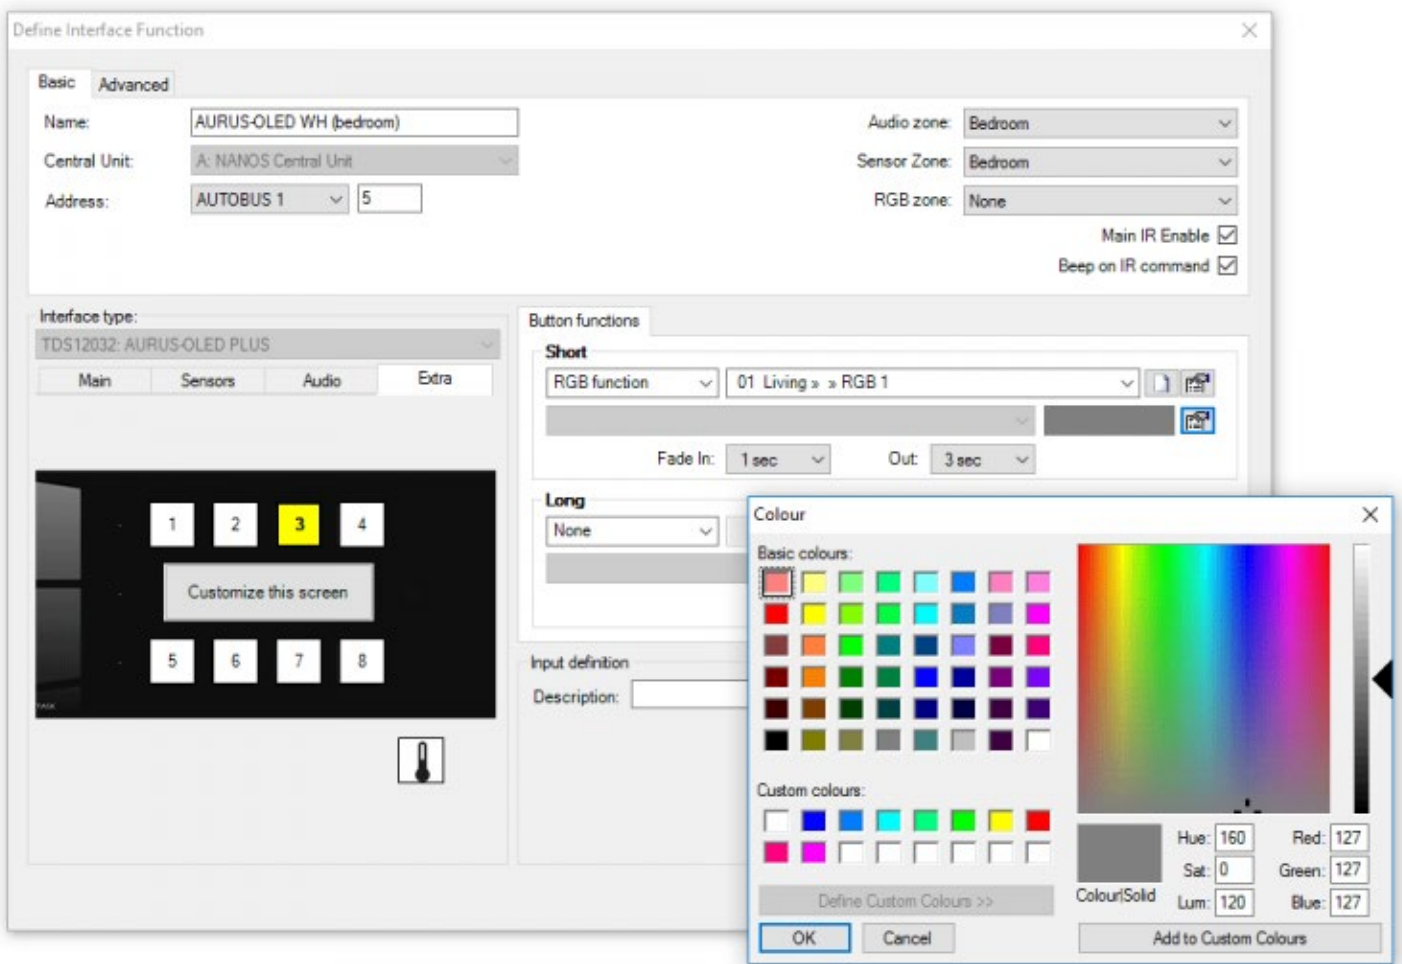 Define Interface Function
Basic Advanced
Name: AURUS-OLED WH (bedroom)
Central Unit: A: NANOS Central Unit
Address: AUTOBUS 1 5
Audio zone: Bedroom
Sensor Zone: Bedroom
RGB zone: None
Main IR Enable
Beep on IR command
Interface type:
TDS12032: AURUS-OLED PLUS
Main Sensors Audio Extra
1 2 3 4
Customize this screen
5 6 7 8
Button functions
Short
RGB function 01 Living » » RGB 1
Fade In: 1 sec Out: 3 sec
Long
None
Input definition
Description:
Colour
Basic colours:
Custom colours:
Define Custom Colours >>
OK Cancel
Hue: 160 Red: 127
Sat: 0 Green: 127
Colour|Solid
Lum: 120 Blue: 127
Add to Custom Colours